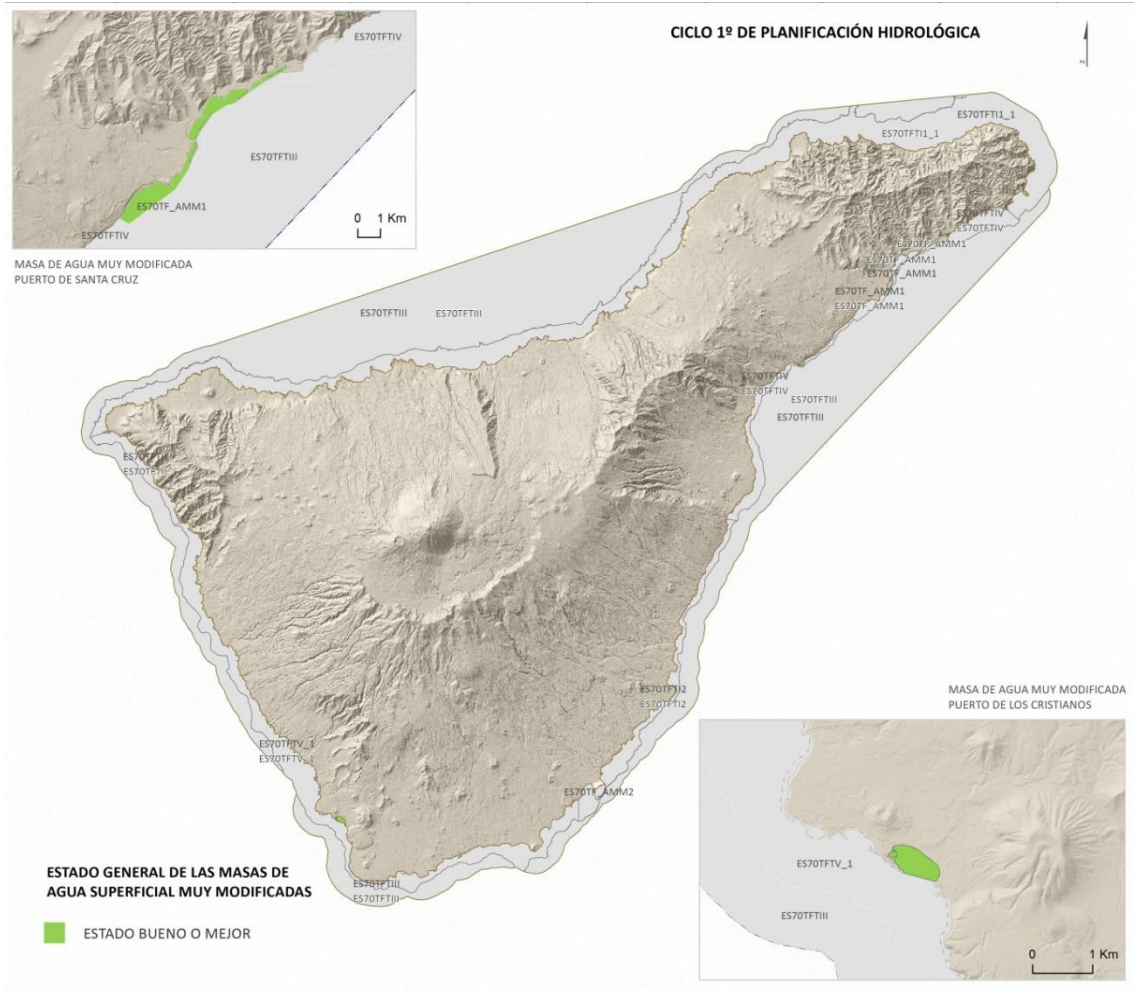 CICLO 1º DE PLANIFICACIÓN HIDROLÓGICA
N
ES70TFTIV
ES70TFTIII
ES70TF_AMM1
ES70TFTIV
0 1 Km
MASA DE AGUA MUY MODIFICADA
PUERTO DE SANTA CRUZ
ES70TFTI1_1
ES70TFTI1_1
ES70TFTIV
ES70TFTIV
ES70TF_AMM1
ES70TF_AMM1
ES70TF_AMM1
ES70TF_AMM1
ES70TF_AMM1
ES70TFTIII
ES70TFTIII
ES70TFTIV
ES70TFTIV
ES70TFTIII
ES70TFTIII
ES70TFTI2
ES70TFTI2
ES70TFTV_1
ES70TF_AMM2
ES70TFTIII
ES70TFTIII
MASA DE AGUA MUY MODIFICADA
PUERTO DE LOS CRISTIANOS
ES70TFTV_1
ES70TFTIII
0 1 Km
ESTADO GENERAL DE LAS MASAS DE
AGUA SUPERFICIAL MUY MODIFICADAS
ESTADO BUENO O MEJOR